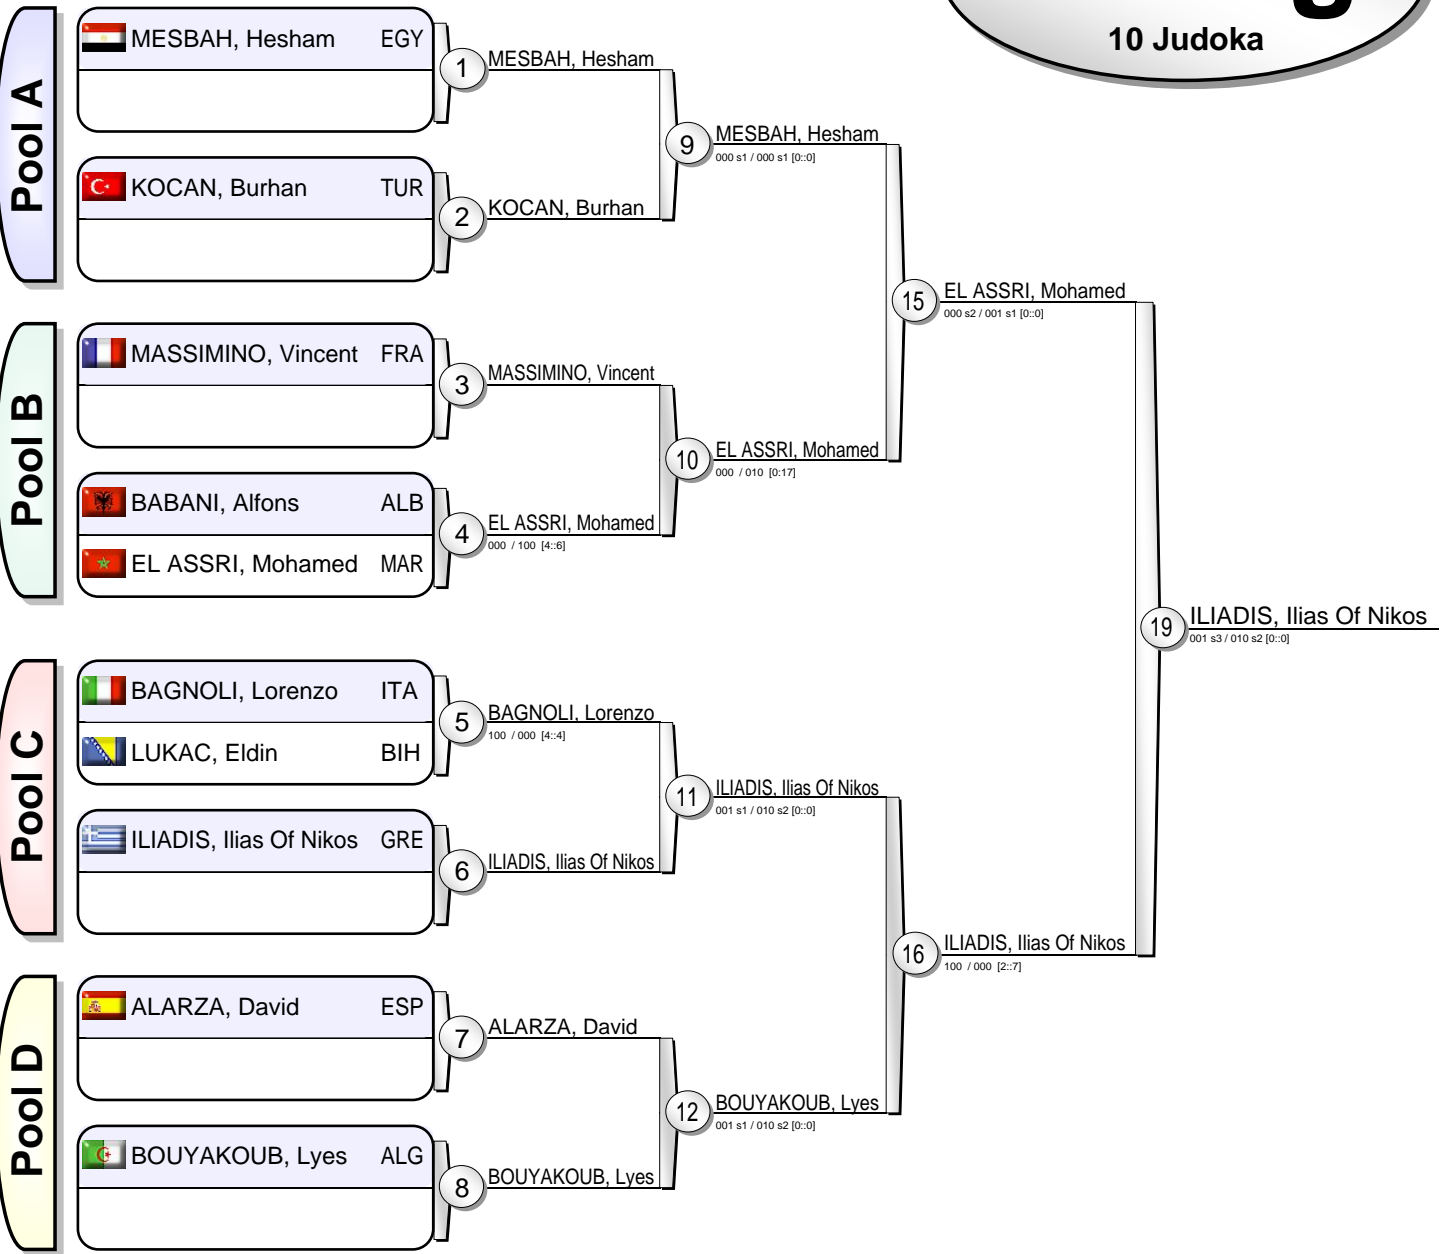 10 Judoka
Pool A
MESBAH, Hesham EGY
KOCAN, Burhan TUR
1
MESBAH, Hesham
2
KOCAN, Burhan
9
MESBAH, Hesham
000 s1 / 000 s1 [0::0]
Pool B
MASSIMINO, Vincent FRA
BABANI, Alfons ALB
EL ASSRI, Mohamed MAR
3
MASSIMINO, Vincent
4
EL ASSRI, Mohamed
000 / 100 [4::6]
10
EL ASSRI, Mohamed
000 / 010 [0:17]
15
EL ASSRI, Mohamed
000 s2 / 001 s1 [0::0]
Pool C
BAGNOLI, Lorenzo ITA
LUKAC, Eldin BIH
ILIADIS, Ilias Of Nikos GRE
5
BAGNOLI, Lorenzo
100 / 000 [4::4]
6
ILIADIS, Ilias Of Nikos
11
ILIADIS, Ilias Of Nikos
001 s1 / 010 s2 [0::0]
Pool D
ALARZA, David ESP
BOUYAKOUB, Lyes ALG
7
ALARZA, David
8
BOUYAKOUB, Lyes
12
BOUYAKOUB, Lyes
001 s1 / 010 s2 [0::0]
16
ILIADIS, Ilias Of Nikos
100 / 000 [2::7]
19
ILIADIS, Ilias Of Nikos
001 s3 / 010 s2 [0::0]